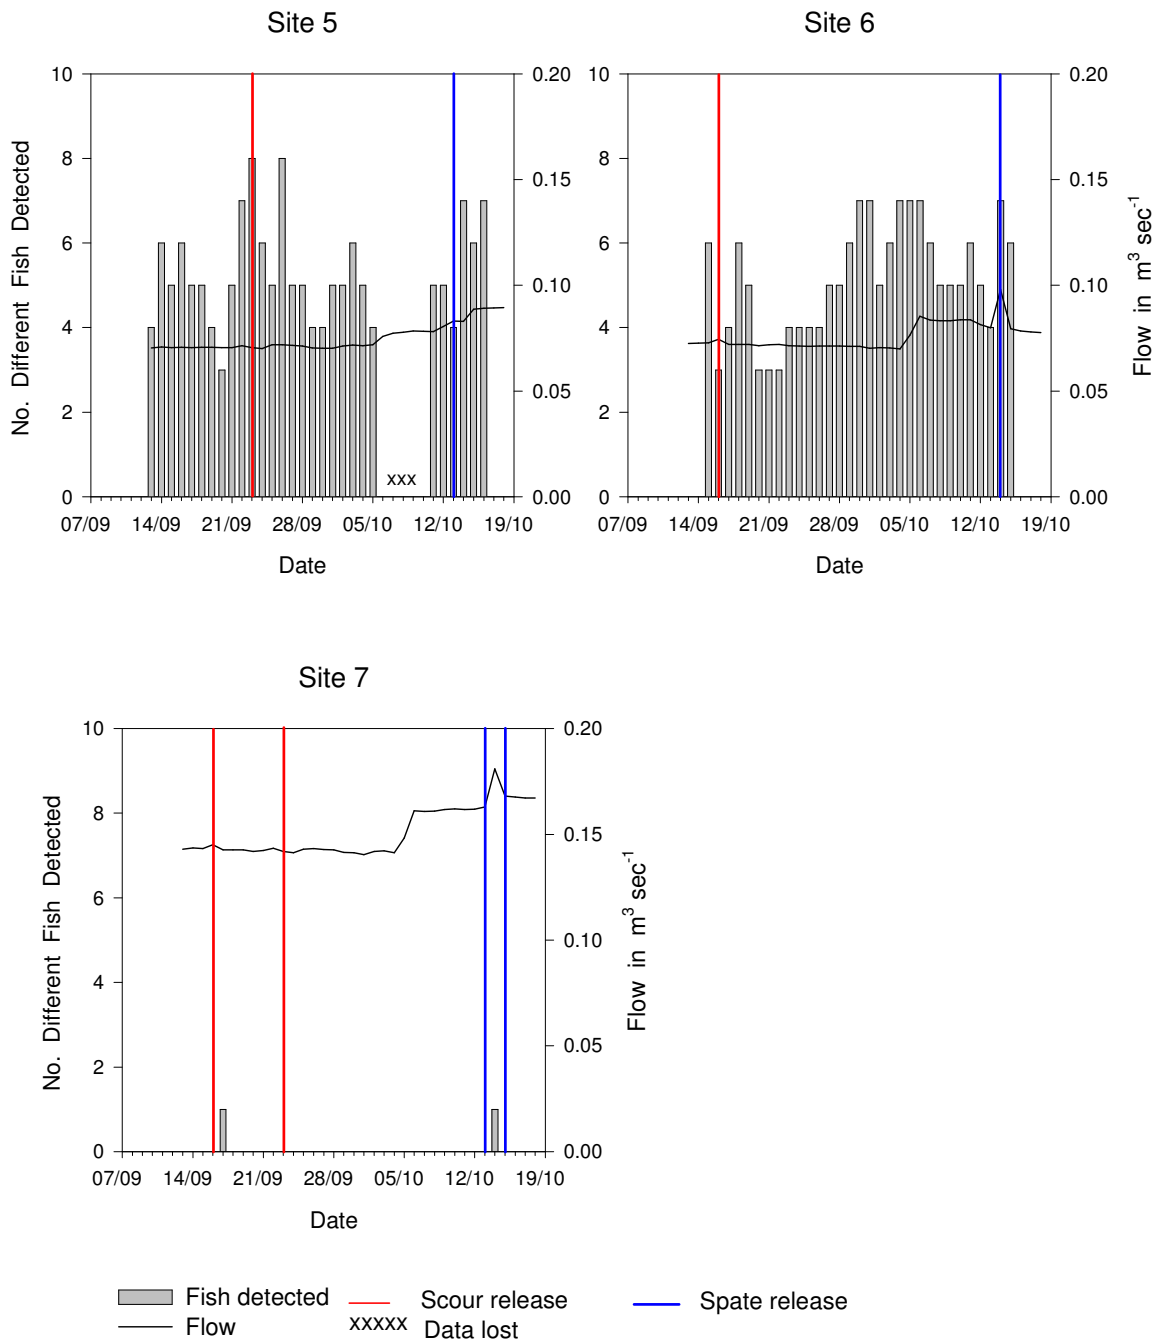 Site 5
10
8
6
4
2
0
No. Different Fish Detected
0.20
0.15
0.10
0.05
0.00
xxx
07/09 14/09 21/09 28/09 05/10 12/10 19/10
Date
Site 6
10
8
6
4
2
0
0.20
0.15
0.10
0.05
0.00
Flow in m³ sec⁻¹
07/09 14/09 21/09 28/09 05/10 12/10 19/10
Date
Site 7
10
8
6
4
2
0
No. Different Fish Detected
0.20
0.15
0.10
0.05
0.00
Flow in m³ sec⁻¹
07/09 14/09 21/09 28/09 05/10 12/10 19/10
Date
Fish detected Scour release Spate release
Flow xxxxx Data lost